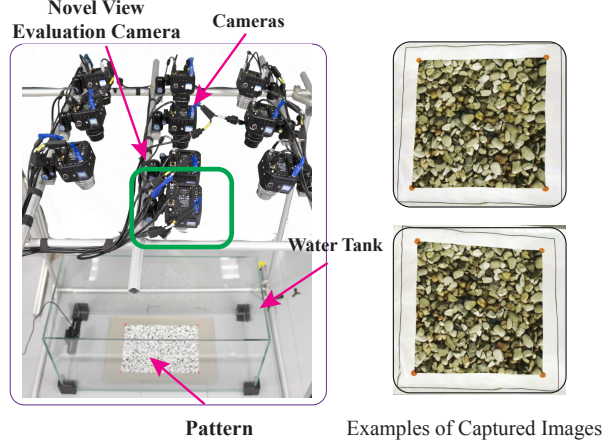 Novel View
Evaluation Camera
Cameras
Water Tank
Pattern
Examples of Captured Images